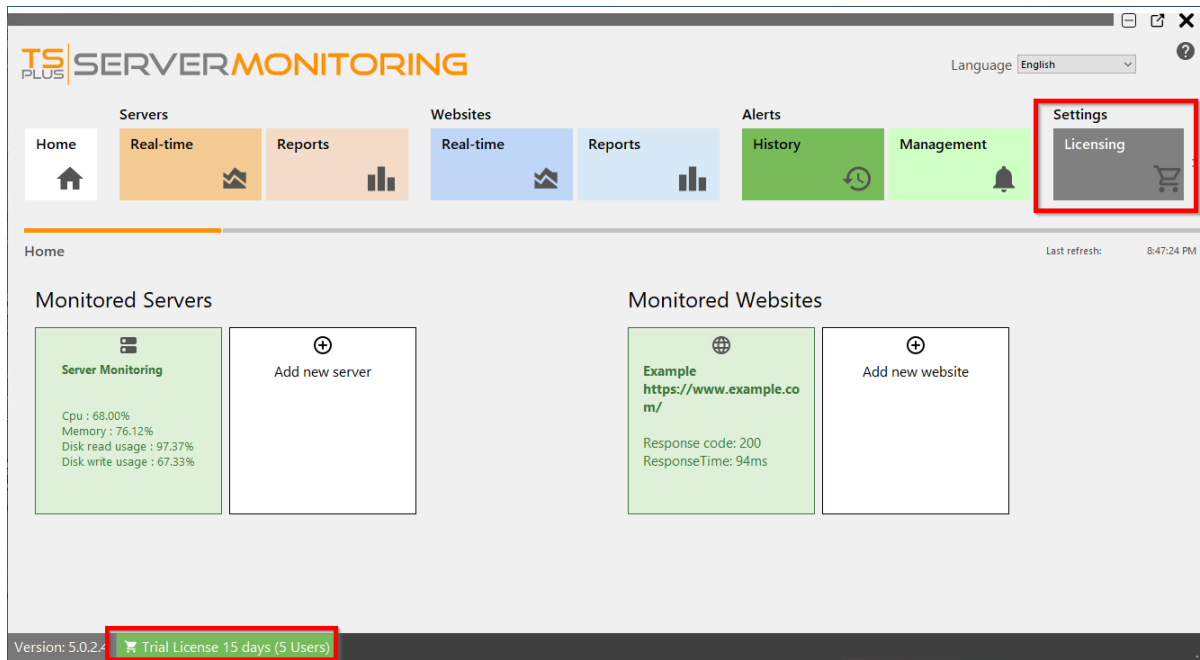 TS PLUS SERVER MONITORING
Language English
Servers Websites Alerts Settings
Home Real-time Reports Real-time Reports History Management Licensing
Home
Last refresh: 8:47:24 PM
Monitored Servers
Server Monitoring
Cpu : 68.00%
Memory : 76.12%
Disk read usage : 97.37%
Disk write usage : 67.33%
Add new server
Monitored Websites
Example
https://www.example.co
m/
Response code: 200
ResponseTime: 94ms
Add new website
Version: 5.0.2.4
Trial License 15 days (5 Users)